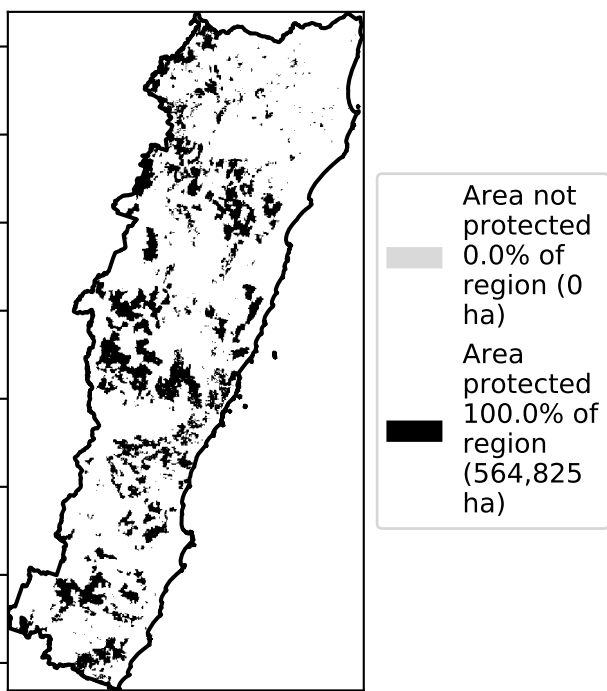 Area not
protected
0.0% of
region (0
ha)
Area
protected
100.0% of
region
(564,825
ha)